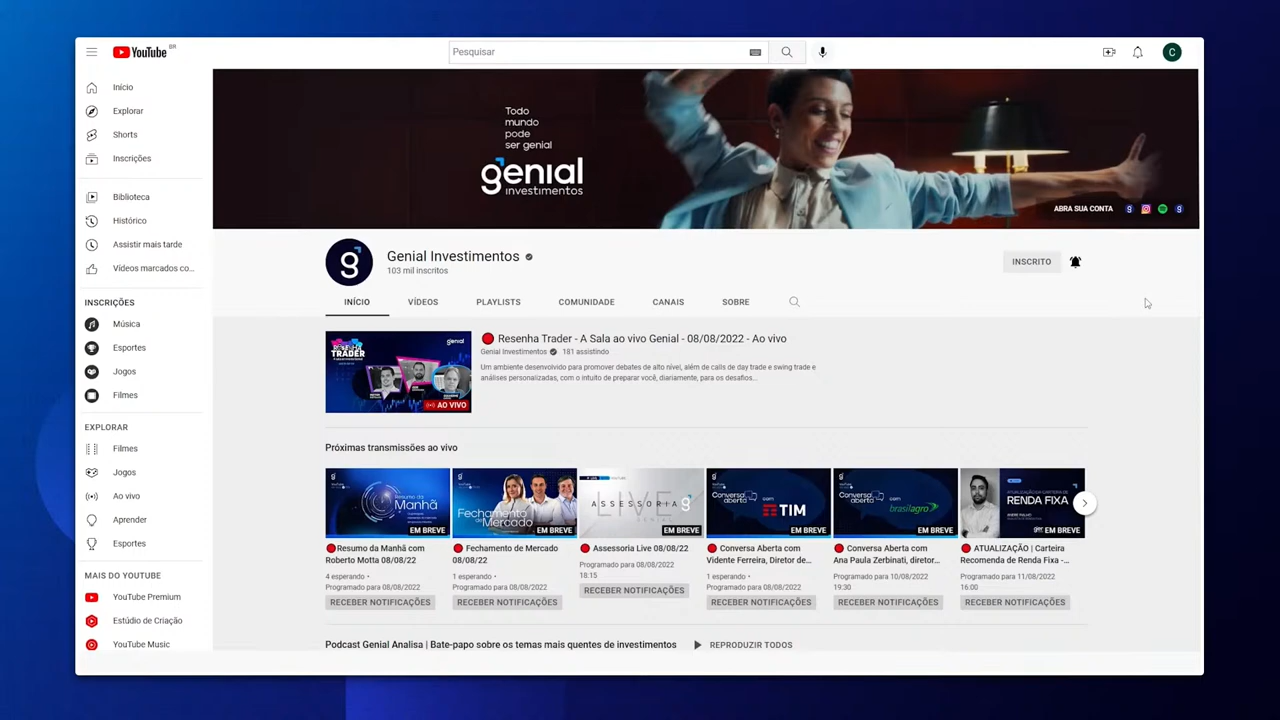 YouTube BR
Pesquisar
C
Início
Explorar
Shorts
Inscrições
Biblioteca
Histórico
Assistir mais tarde
Vídeos marcados co...
INSCRIÇÕES
Música
Esportes
Jogos
Filmes
EXPLORAR
Filmes
Jogos
Ao vivo
Aprender
Esportes
MAIS DO YOUTUBE
YouTube Premium
Estúdio de Criação
YouTube Music
Todo
mundo
pode
ser genial
genial
investimentos
ABRA SUA CONTA
Genial Investimentos
103 mil inscritos
INSCRITO
INÍCIO VÍDEOS PLAYLISTS COMUNIDADE CANAIS SOBRE
RESENHA
TRADER
genial
AO VIVO
Resenha Trader - A Sala ao vivo Genial - 08/08/2022 - Ao vivo
Genial Investimentos 181 assistindo
Um ambiente desenvolvido para promover debates de alto nível, além de calls de day trade e swing trade e
análises personalizadas, com o intuito de preparar você, diariamente, para os desafios...
Próximas transmissões ao vivo
Resumo da
Manhã
EM BREVE
Resumo da Manhã com
Roberto Motta 08/08/22
4 esperando •
Programado para 08/08/2022
RECEBER NOTIFICAÇÕES
Fechamento
de Mercado
EM BREVE
Fechamento de Mercado
08/08/22
1 esperando •
Programado para 08/08/2022
RECEBER NOTIFICAÇÕES
LIVE
ASSESSORIA
EM BREVE
Assessoria Live 08/08/22
Programado para 08/08/2022
18:15
RECEBER NOTIFICAÇÕES
Conversa
aberta
com
TIM
EM BREVE
Conversa Aberta com
Vidente Ferreira, Diretor de...
1 esperando •
Programado para 08/08/2022
RECEBER NOTIFICAÇÕES
Conversa
aberta
com
brasilagro
EM BREVE
Conversa Aberta com
Ana Paula Zerbinati, diretor...
Programado para 10/08/2022
19:30
RECEBER NOTIFICAÇÕES
ATUALIZAÇÃO CARTEIRA
RENDA FIXA
EM BREVE
ATUALIZAÇÃO | Carteira
Recomenda de Renda Fixa -...
Programado para 11/08/2022
16:00
RECEBER NOTIFICAÇÕES
Podcast Genial Analisa | Bate-papo sobre os temas mais quentes de investimentos
REPRODUZIR TODOS